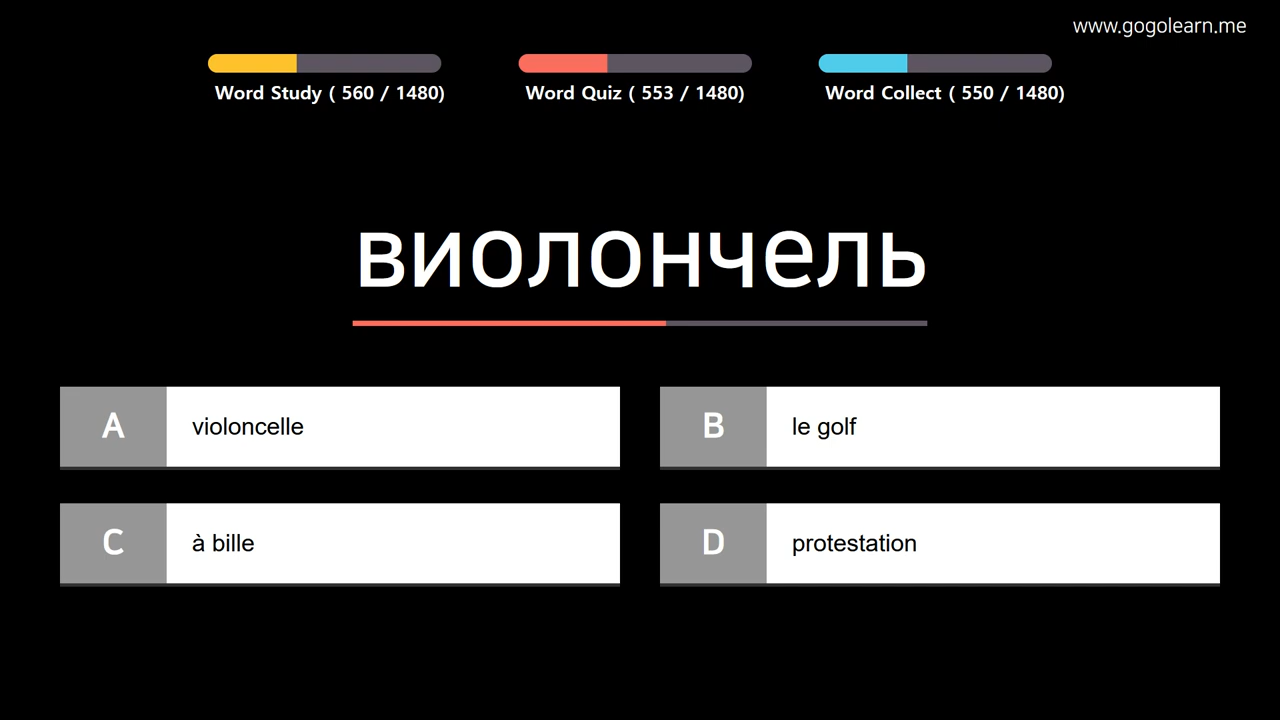 www.gogolearn.me
Word Study ( 560 / 1480)
Word Quiz ( 553 / 1480)
Word Collect ( 550 / 1480)
виолончель
A violoncelle
B le golf
C à bille
D protestation